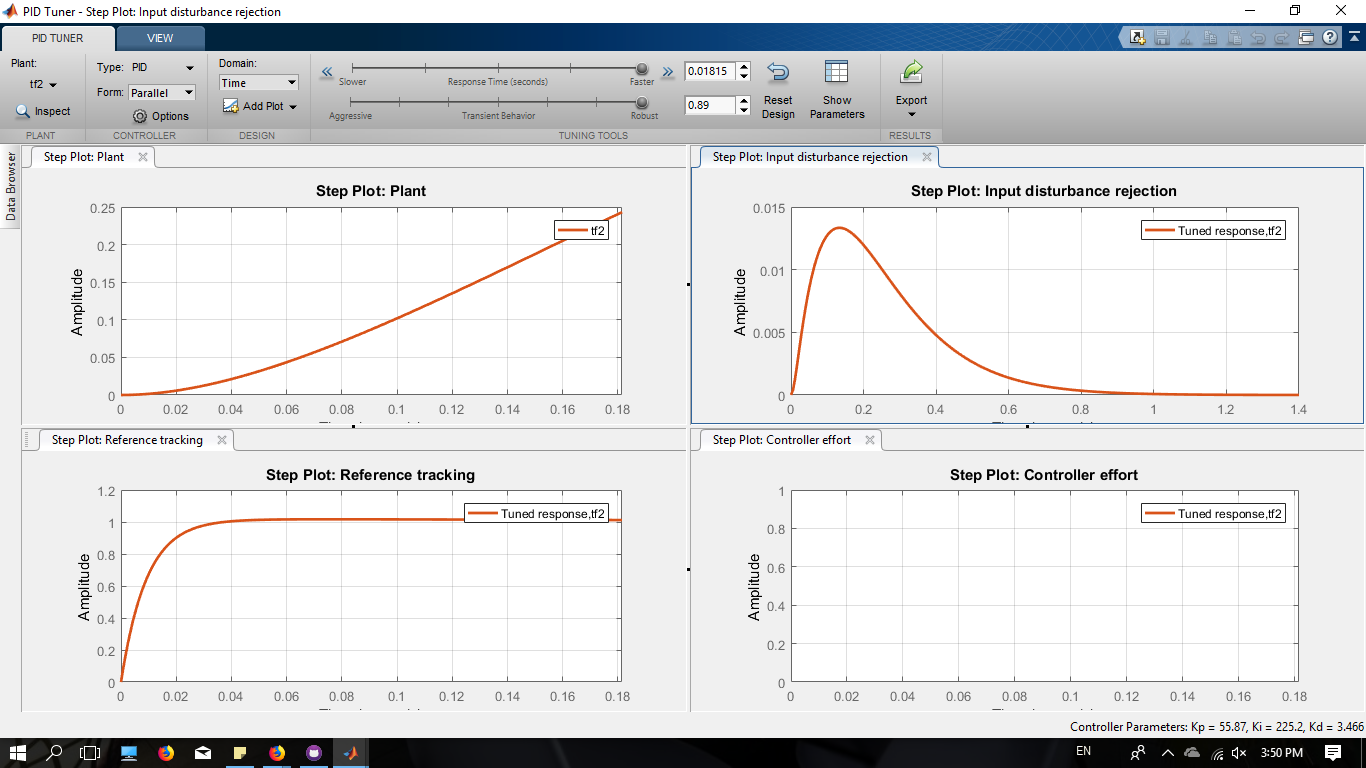 PID Tuner - Step Plot: Input disturbance rejection
PID TUNER
VIEW
Plant:
tf2
Inspect
PLANT
Type: PID
Form: Parallel
Options
CONTROLLER
Domain:
Time
Add Plot
DESIGN
Slower
Response Time (seconds)
Faster
0.01815
Aggressive
Transient Behavior
Robust
0.89
Reset
Design
Show
Parameters
TUNING TOOLS
Export
RESULTS
Data Browser
Step Plot: Plant
Step Plot: Plant
tf2
Amplitude
0.25
0.2
0.15
0.1
0.05
0
0 0.02 0.04 0.06 0.08 0.1 0.12 0.14 0.16 0.18
Step Plot: Input disturbance rejection
Step Plot: Input disturbance rejection
Tuned response,tf2
Amplitude
0.015
0.01
0.005
0
0 0.2 0.4 0.6 0.8 1 1.2 1.4
Step Plot: Reference tracking
Step Plot: Reference tracking
Tuned response,tf2
Amplitude
1.2
1
0.8
0.6
0.4
0.2
0
0 0.02 0.04 0.06 0.08 0.1 0.12 0.14 0.16 0.18
Step Plot: Controller effort
Step Plot: Controller effort
Tuned response,tf2
Amplitude
1
0.8
0.6
0.4
0.2
0
0 0.02 0.04 0.06 0.08 0.1 0.12 0.14 0.16 0.18
Controller Parameters: Kp = 55.87, Ki = 225.2, Kd = 3.466
EN
3:50 PM